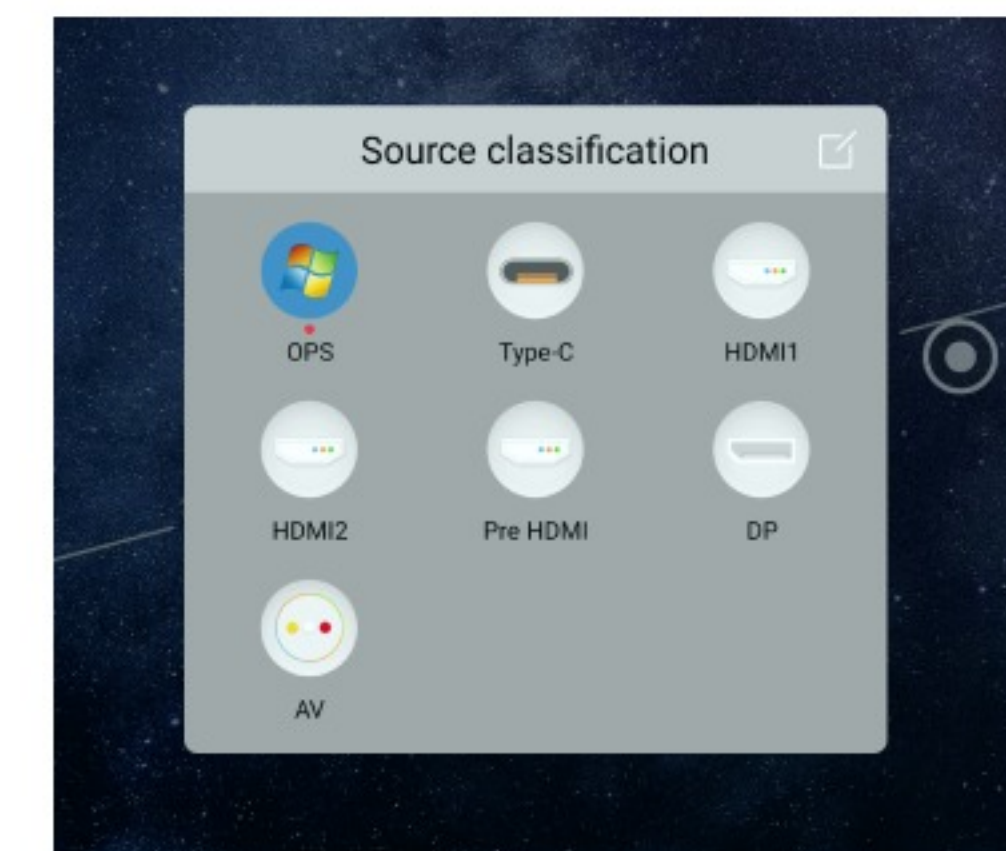 Source classification
OPS
Type-C
HDMI1
HDMI2
Pre HDMI
DP
AV